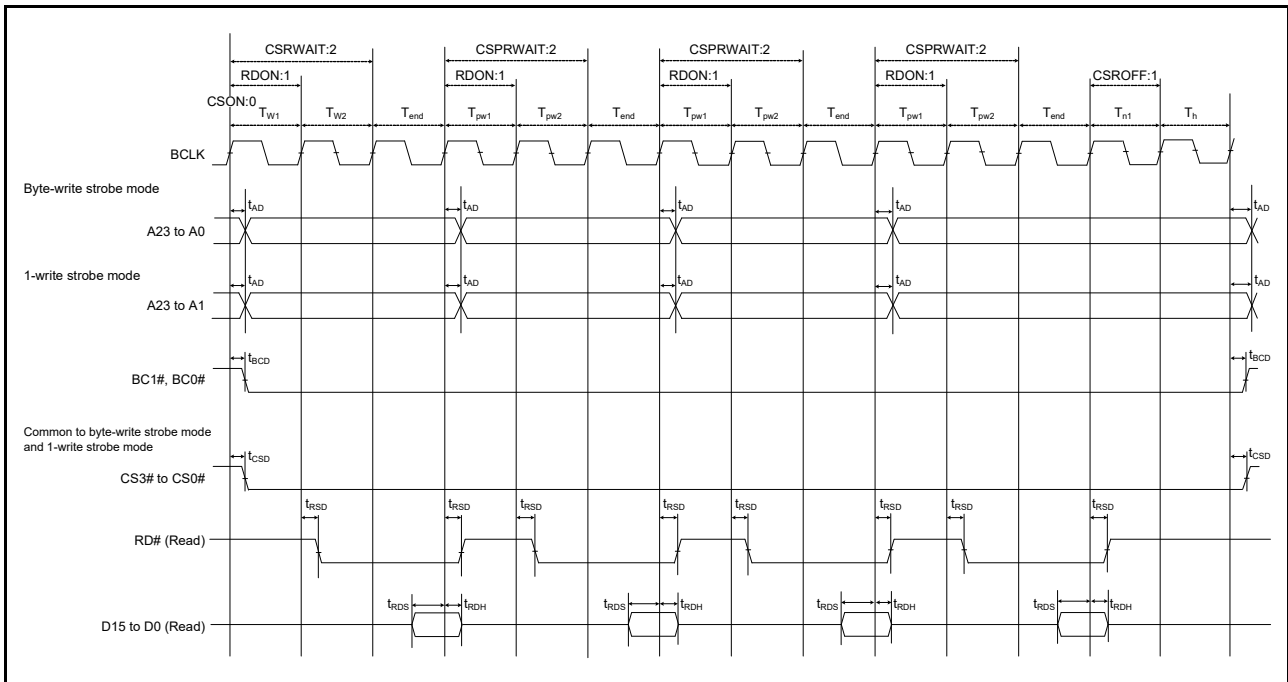 CSRWAIT:2 CSPRWAIT:2 CSPRWAIT:2 CSPRWAIT:2
RDON:1 RDON:1 RDON:1 RDON:1 CSROFF:1
CSON:0
TW1 TW2 Tend Tpw1 Tpw2 Tend Tpw1 Tpw2 Tend Tpw1 Tpw2 Tend Tn1 Th
BCLK
Byte-write strobe mode
tAD tAD tAD tAD tAD
A23 to A0
1-write strobe mode
tAD tAD tAD tAD tAD
A23 to A1
tBCD tBCD
BC1#, BC0#
Common to byte-write strobe mode
and 1-write strobe mode
tCSD tCSD
CS3# to CS0#
tRSD tRSD tRSD tRSD tRSD tRSD tRSD tRSD
RD# (Read)
tRDS tRDH tRDS tRDH tRDS tRDH tRDS tRDH
D15 to D0 (Read)